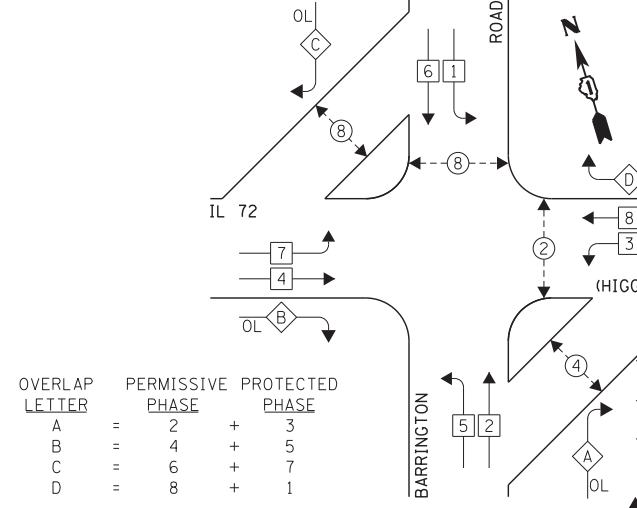 OL
C
6 1
ROAD
N
8
8
D
IL 72
8
3
7
4
2
(HIGG
OL B
4
OVERLAP PERMISSIVE PROTECTED
LETTER PHASE PHASE
A = 2 + 3
B = 4 + 5
C = 6 + 7
D = 8 + 1
BARRINGTON
5 2
A
OL